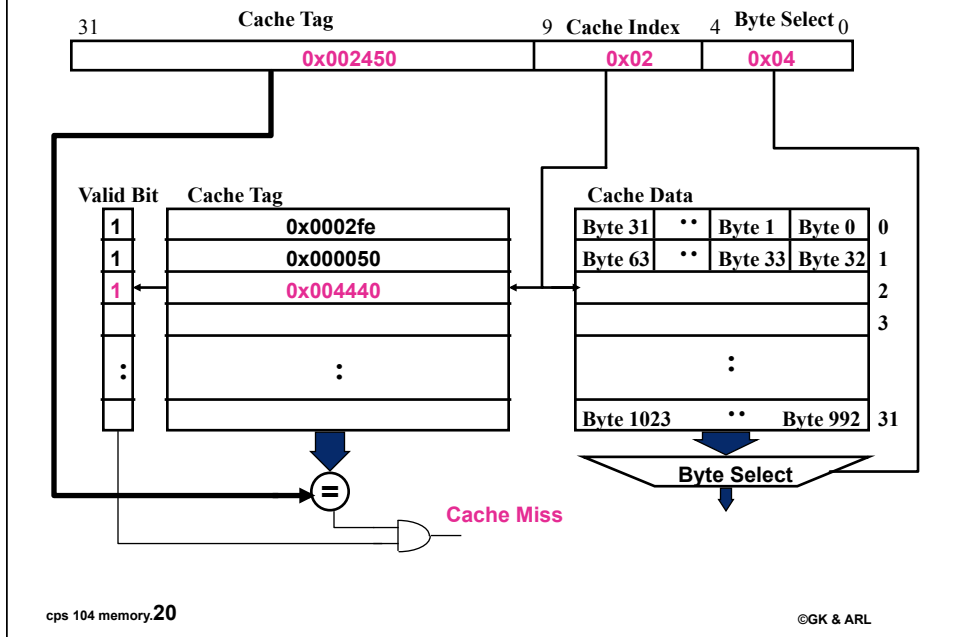 Cache Tag
31 9 Cache Index 4 Byte Select 0
0x002450 0x02 0x04
Valid Bit Cache Tag Cache Data
1 0x0002fe Byte 31 ·· Byte 1 Byte 0 0
1 0x000050 Byte 63 ·· Byte 33 Byte 32 1
1 0x004440 2
3
: : :
Byte 1023 ·· Byte 992 31
Byte Select
=
Cache Miss
cps 104 memory.20 ©GK & ARL